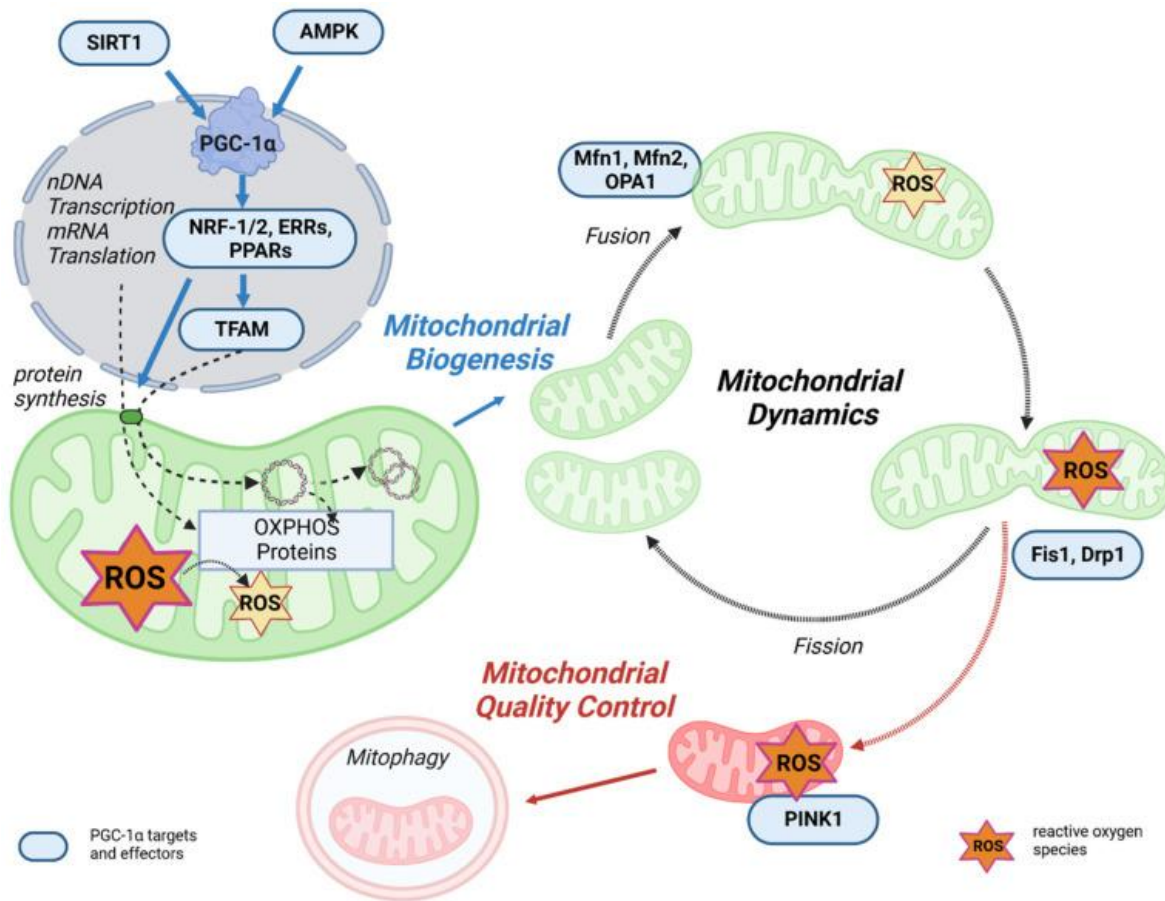 SIRT1
AMPK
PGC-1α
nDNA
Transcription
mRNA
Translation
NRF-1/2, ERRs,
PPARs
TFAM
protein
synthesis
OXPHOS
Proteins
ROS
ROS
Mitochondrial
Biogenesis
Mfn1, Mfn2,
OPA1
ROS
Fusion
Mitochondrial
Dynamics
ROS
Fis1, Drp1
Fission
Mitochondrial
Quality Control
ROS
PINK1
Mitophagy
PGC-1α targets
and effectors
ROS
reactive oxygen
species